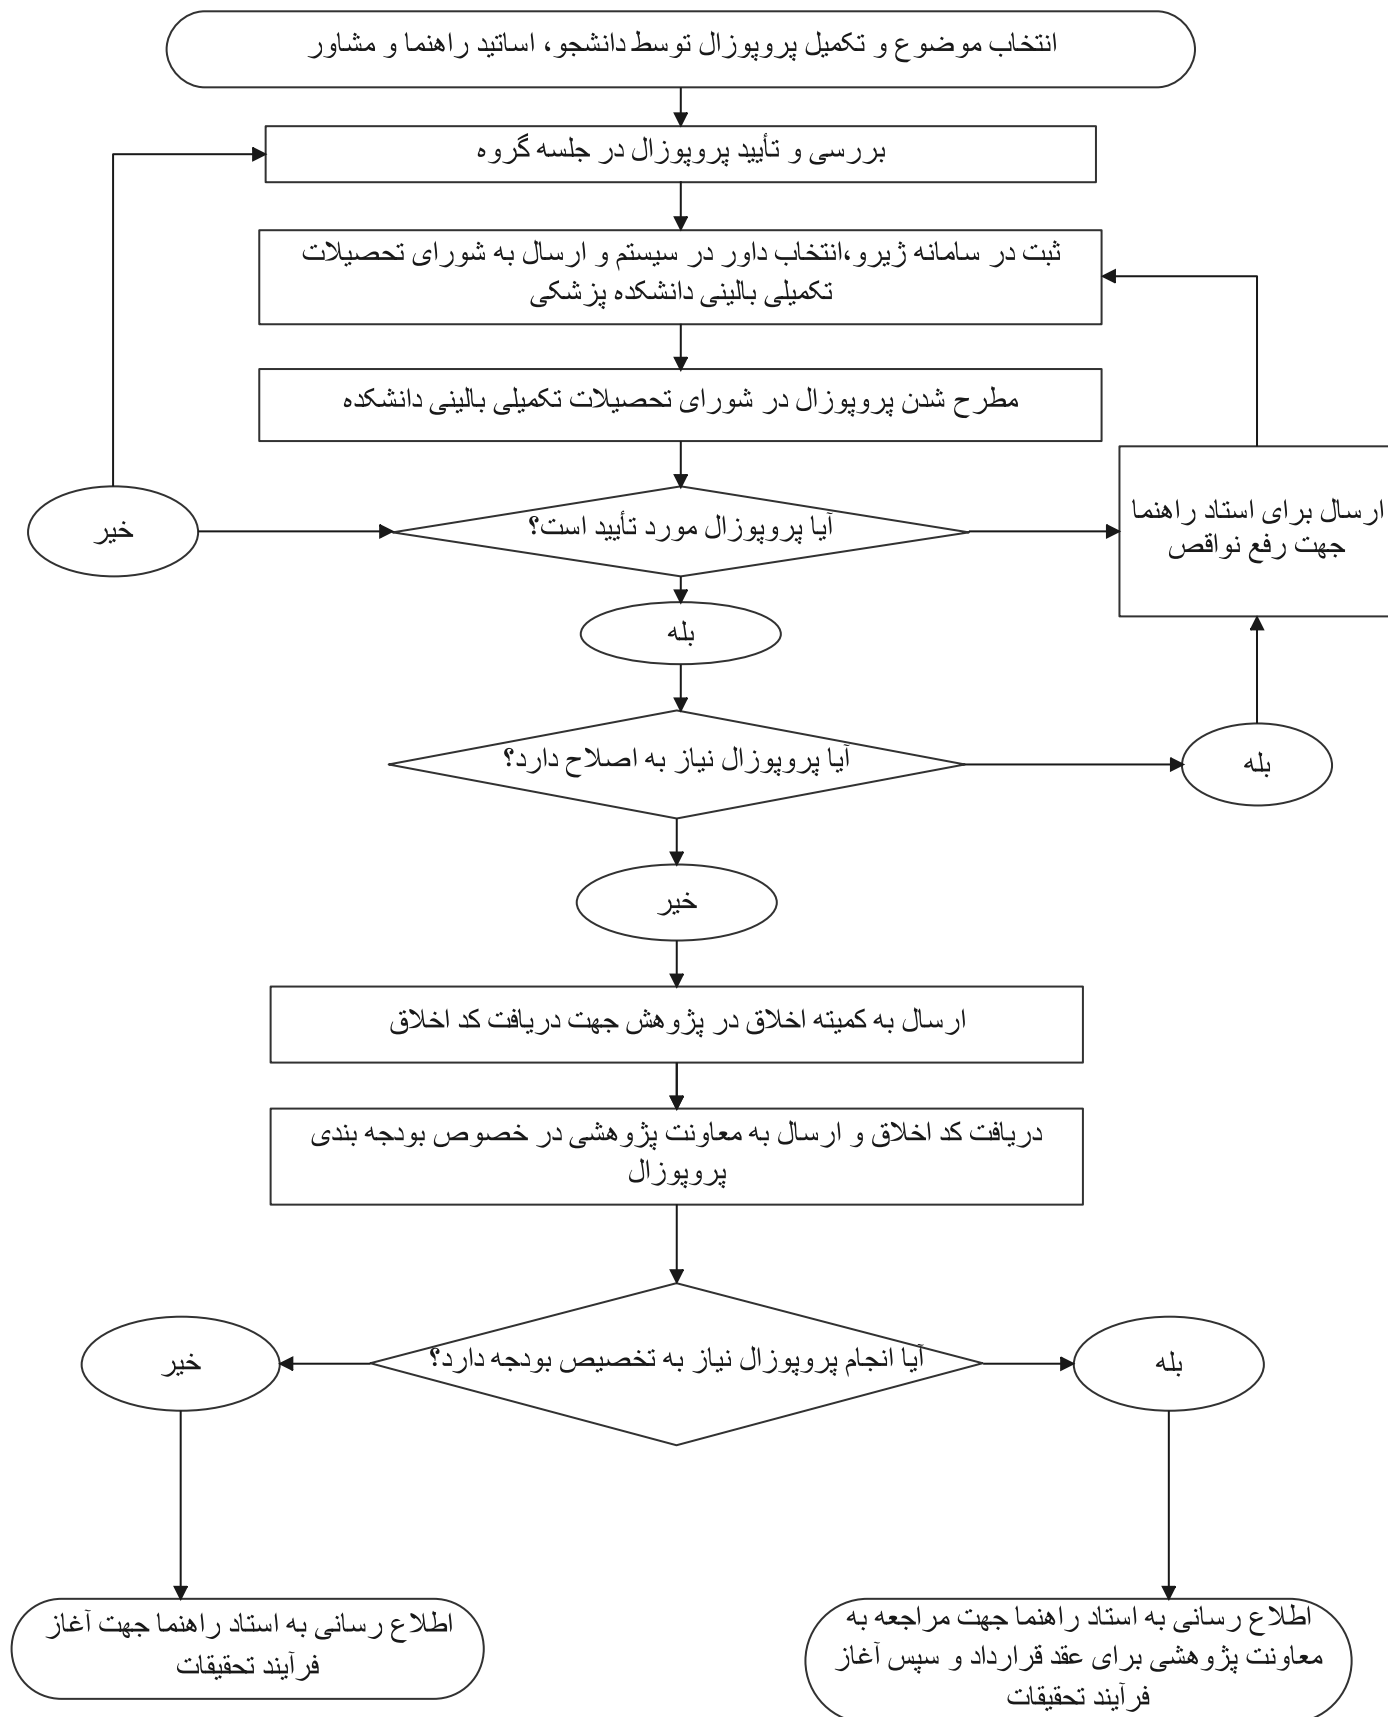 انتخاب موضوع و تکمیل پروپوزال توسط دانشجو، اساتید راهنما و مشاور
بررسی و تأیید پروپوزال در جلسه گروه
ثبت در سامانه ژیرو،انتخاب داور در سیستم و ارسال به شورای تحصیلات
تکمیلی بالینی دانشکده پزشکی
مطرح شدن پروپوزال در شورای تحصیلات تکمیلی بالینی دانشکده
ارسال برای استاد راهنما
جهت رفع نواقص
آیا پروپوزال مورد تأیید است؟
خیر
بله
آیا پروپوزال نیاز به اصلاح دارد؟
بله
خیر
ارسال به کمیته اخلاق در پژوهش جهت دریافت کد اخلاق
دریافت کد اخلاق و ارسال به معاونت پژوهشی در خصوص بودجه بندی
پروپوزال
بله
آیا انجام پروپوزال نیاز به تخصیص بودجه دارد؟
خیر
اطلاع رسانی به استاد راهنما جهت مراجعه به
معاونت پژوهشی برای عقد قرارداد و سپس آغاز
فرآیند تحقیقات
اطلاع رسانی به استاد راهنما جهت آغاز
فرآیند تحقیقات